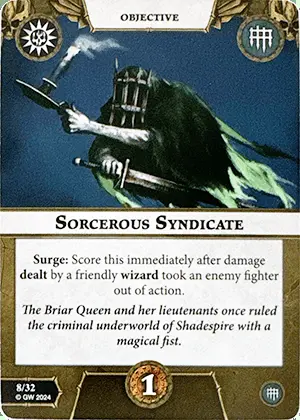 OBJECTIVE
SORCEROUS SYNDICATE
Surge: Score this immediately after damage
dealt by a friendly wizard took an enemy fighter
out of action.
The Briar Queen and her lieutenants once ruled
the criminal underworld of Shadespire with a
magical fist.
8/32
© GW 2024
1